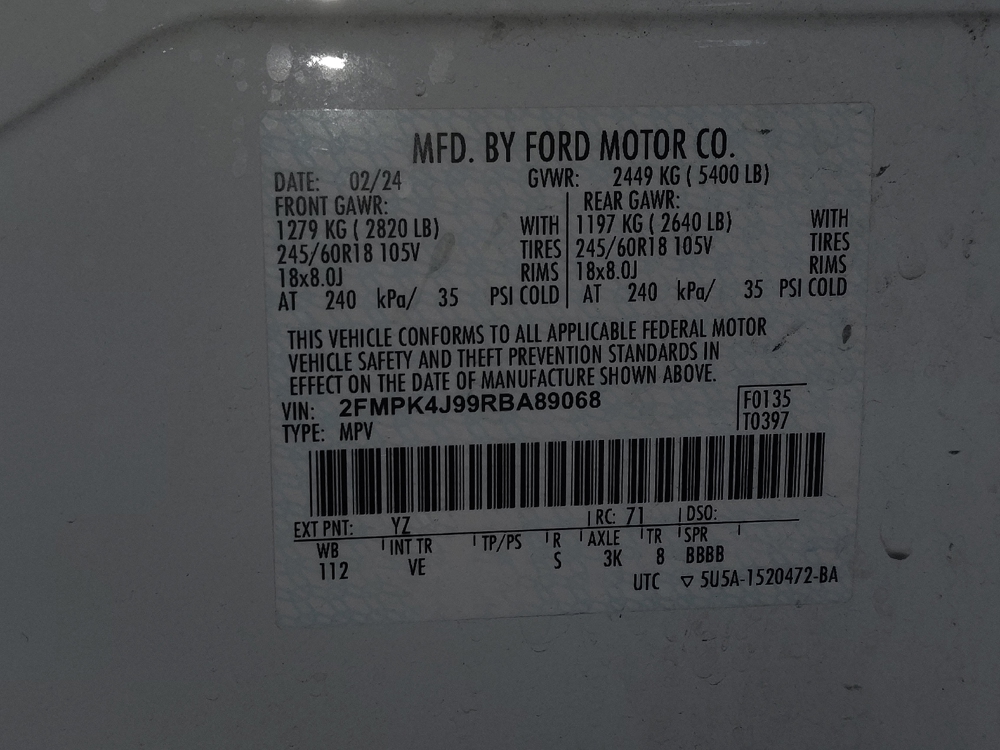 MFD. BY FORD MOTOR CO.
DATE: 02/24 GVWR: 2449 KG ( 5400 LB)
FRONT GAWR: REAR GAWR:
1279 KG ( 2820 LB) WITH 1197 KG ( 2640 LB) WITH
245/60R18 105V TIRES 245/60R18 105V TIRES
18x8.0J RIMS 18x8.0J RIMS
AT 240 kPa/ 35 PSI COLD AT 240 kPa/ 35 PSI COLD
THIS VEHICLE CONFORMS TO ALL APPLICABLE FEDERAL MOTOR
VEHICLE SAFETY AND THEFT PREVENTION STANDARDS IN
EFFECT ON THE DATE OF MANUFACTURE SHOWN ABOVE.
VIN: 2FMPK4J99RBA89068 F0135
TYPE: MPV T0397
EXT PNT: YZ RC: 71 DSO:
WB INT TR TP/PS R AXLE TR SPR
112 VE S 3K 8 BBBB
UTC ▽ 5U5A-1520472-BA